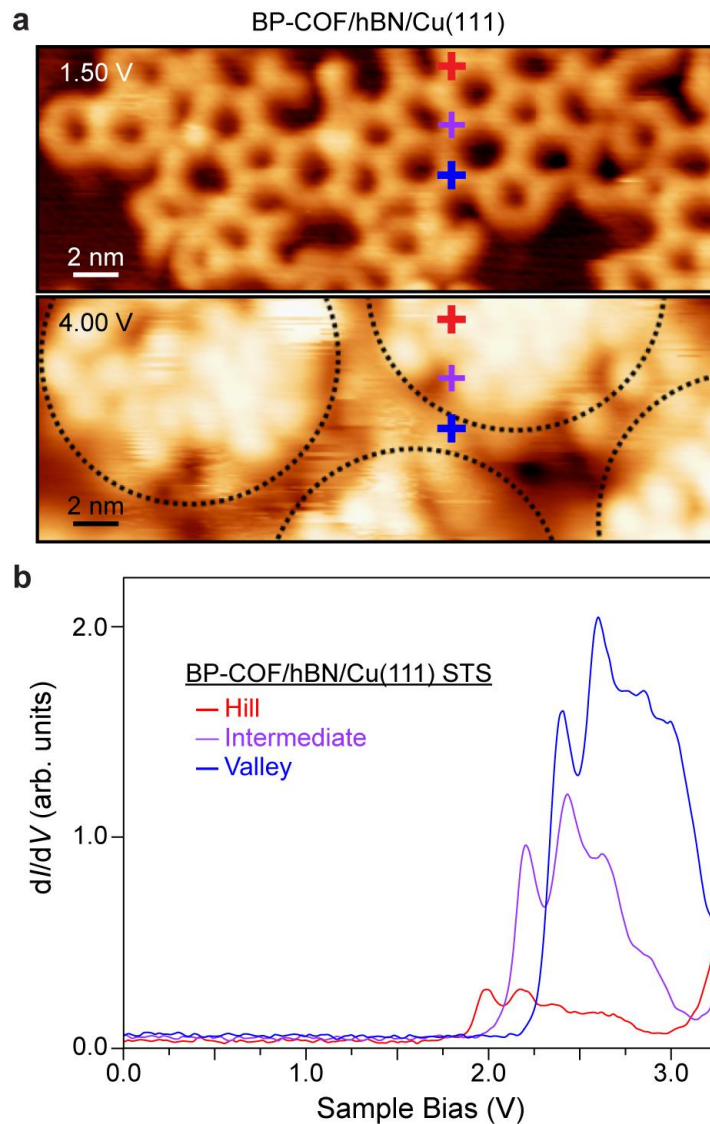 a
BP-COF/hBN/Cu(111)
1.50 V
2 nm
4.00 V
2 nm
b
2.0
BP-COF/hBN/Cu(111) STS
Hill
Intermediate
Valley
1.0
0.0
dI/dV (arb. units)
0.0 1.0 2.0 3.0
Sample Bias (V)